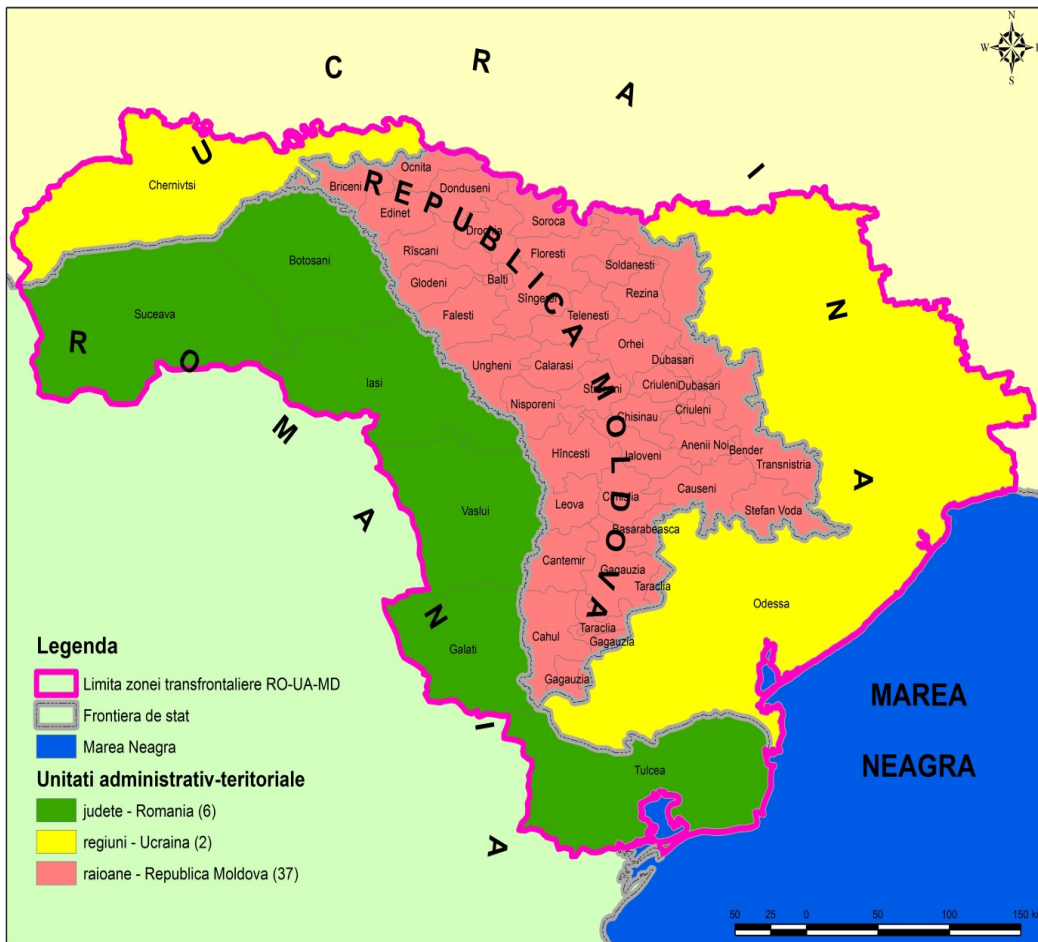 N
W E
S
U C R A I N A
REPUBLICA MOLDOVA
R O M A N I A
Chernivtsi
Ocnita
Briceni
Donduseni
Edinet
Soroca
Drochia
Rîscani
Floresti
Botosani
Soldanesti
Glodeni
Balti
Sîngerei
Rezina
Suceava
Falesti
Telenesti
Orhei
Dubasari
Ungheni
Calarasi
Iasi
Straseni
Criuleni
Dubasari
Nisporeni
Chisinau
Criuleni
Hîncesti
Ialoveni
Anenii Noi
Bender
Transnistria
Causeni
Leova
Cimislia
Vaslui
Stefan Voda
Basarabeasca
Cantemir
Gagauzia
Taraclia
Odessa
Cahul
Taraclia
Gagauzia
Galati
Gagauzia
Tulcea
MAREA
NEAGRA
Legenda
Limita zonei transfrontaliere RO-UA-MD
Frontiera de stat
Marea Neagra
Unitati administrativ-teritoriale
judete - Romania (6)
regiuni - Ucraina (2)
raioane - Republica Moldova (37)
50 25 0 50 100 150 km